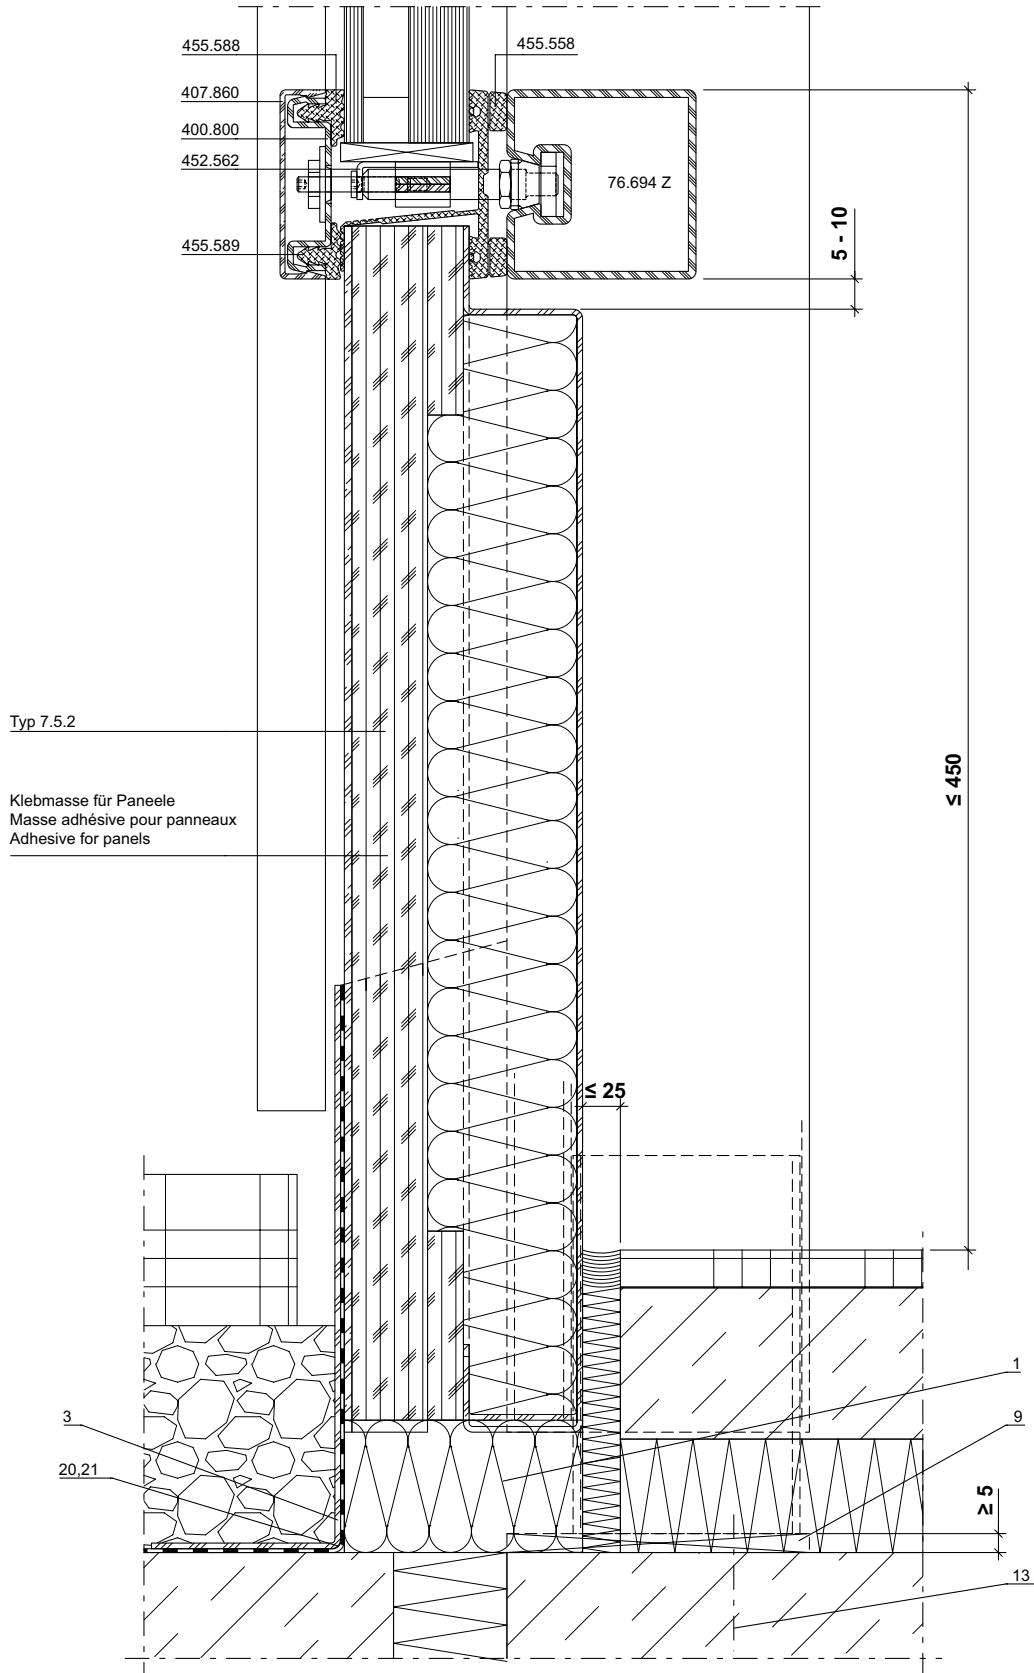 455.588
455.558
407.860
400.800
452.562
76.694 Z
5 - 10
455.589
Typ 7.5.2
≤ 450
Klebmasse für Paneele
Masse adhésive pour panneaux
Adhesive for panels
≤ 25
1
3
9
20,21
≥ 5
13